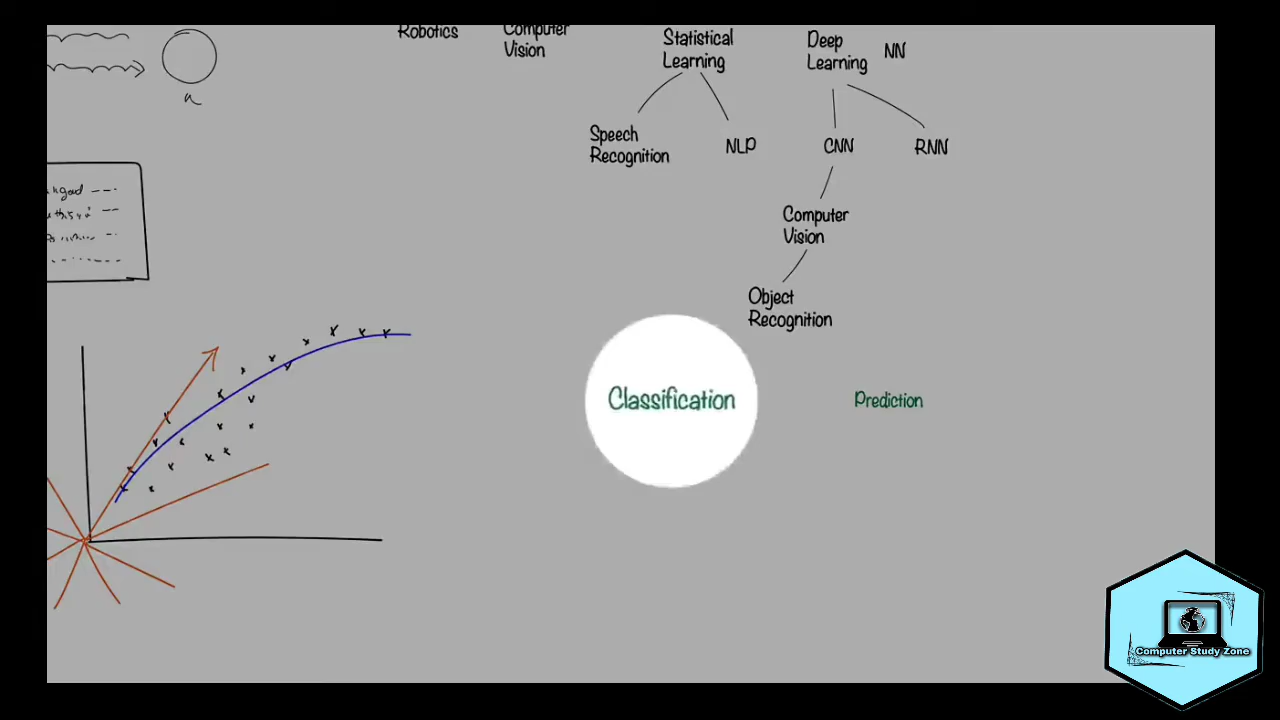 Robotics
Computer
Vision
Statistical
Learning
Deep
Learning
NN
Speech
Recognition
NLP
CNN
RNN
Computer
Vision
Object
Recognition
Classification
Prediction
Computer Study Zone